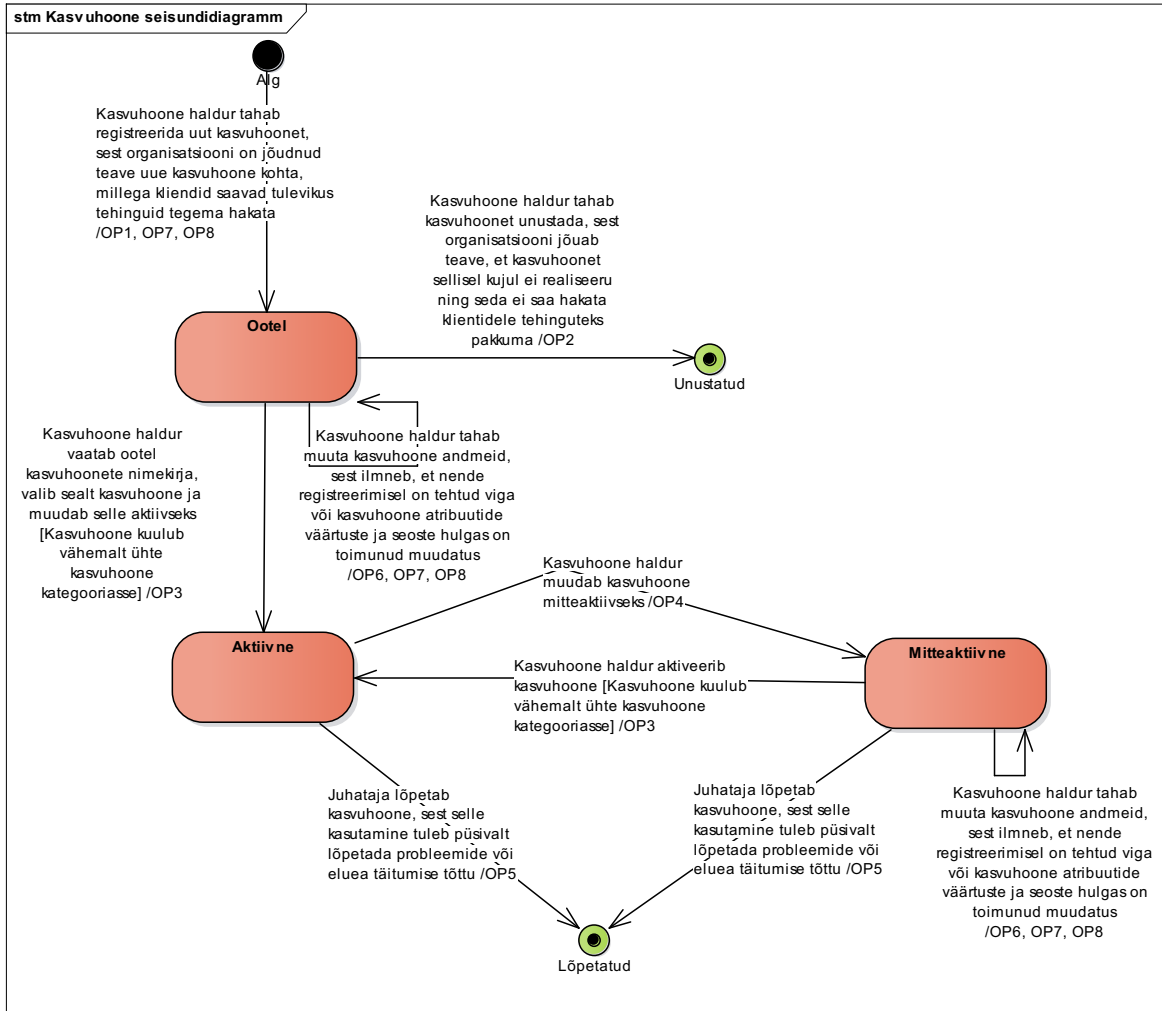 stm Kasvuhoone seisundidiagramm
Alg
Kasvuhoone haldur tahab
registreerida uut kasvuhoonet,
sest organisatsiooni on jõudnud
teave uue kasvuhoone kohta,
millega kliendid saavad tulevikus
tehinguid tegema hakata
/OP1, OP7, OP8
Kasvuhoone haldur tahab
kasvuhoonet unustada, sest
organisatsiooni jõuab
teave, et kasvuhoonet
sellisel kujul ei realiseeru
ning seda ei saa hakata
klientidele tehinguteks
pakkuma /OP2
Ootel
Unustatud
Kasvuhoone haldur
vaatab ootel
kasvuhoonete nimekirja,
valib sealt kasvuhoone ja
muudab selle aktiivseks
[Kasvuhoone kuulub
vähemalt ühte
kasvuhoone
kategooriasse] /OP3
Kasvuhoone haldur tahab
muuta kasvuhoone andmeid,
sest ilmneb, et nende
registreerimisel on tehtud viga
või kasvuhoone atribuutide
väärtuste ja seoste hulgas on
toimunud muudatus
/OP6, OP7, OP8
Kasvuhoone haldur
muudab kasvuhoone
mitteaktiivseks /OP4
Aktiivne
Mitteaktiivne
Kasvuhoone haldur aktiveerib
kasvuhoone [Kasvuhoone kuulub
vähemalt ühte kasvuhoone
kategooriasse] /OP3
Juhataja lõpetab
kasvuhoone, sest selle
kasutamine tuleb püsivalt
lõpetada probleemide või
eluea täitumise tõttu /OP5
Juhataja lõpetab
kasvuhoone, sest selle
kasutamine tuleb püsivalt
lõpetada probleemide või
eluea täitumise tõttu /OP5
Kasvuhoone haldur tahab
muuta kasvuhoone andmeid,
sest ilmneb, et nende
registreerimisel on tehtud viga
või kasvuhoone atribuutide
väärtuste ja seoste hulgas on
toimunud muudatus
/OP6, OP7, OP8
Lõpetatud